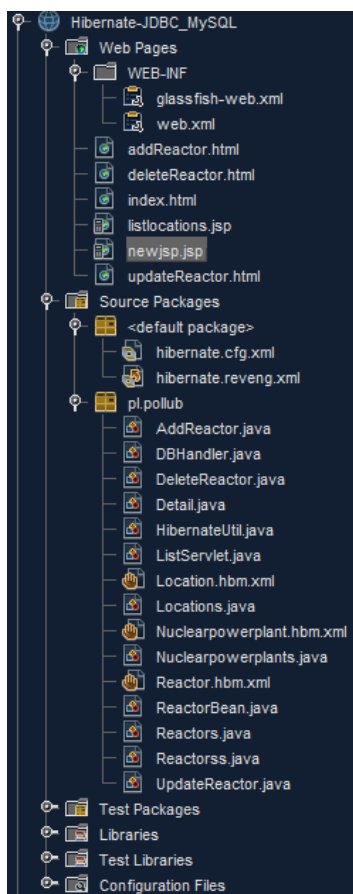 Hibernate-JDBC_MySQL
Web Pages
WEB-INF
glassfish-web.xml
web.xml
addReactor.html
deleteReactor.html
index.html
listlocations.jsp
newjsp.jsp
updateReactor.html
Source Packages
<default package>
hibernate.cfg.xml
hibernate.reveng.xml
pl.pollub
AddReactor.java
DBHandler.java
DeleteReactor.java
Detail.java
HibernateUtil.java
ListServlet.java
Location.hbm.xml
Locations.java
Nuclearpowerplant.hbm.xml
Nuclearpowerplants.java
Reactor.hbm.xml
ReactorBean.java
Reactors.java
Reactorss.java
UpdateReactor.java
Test Packages
Libraries
Test Libraries
Configuration Files